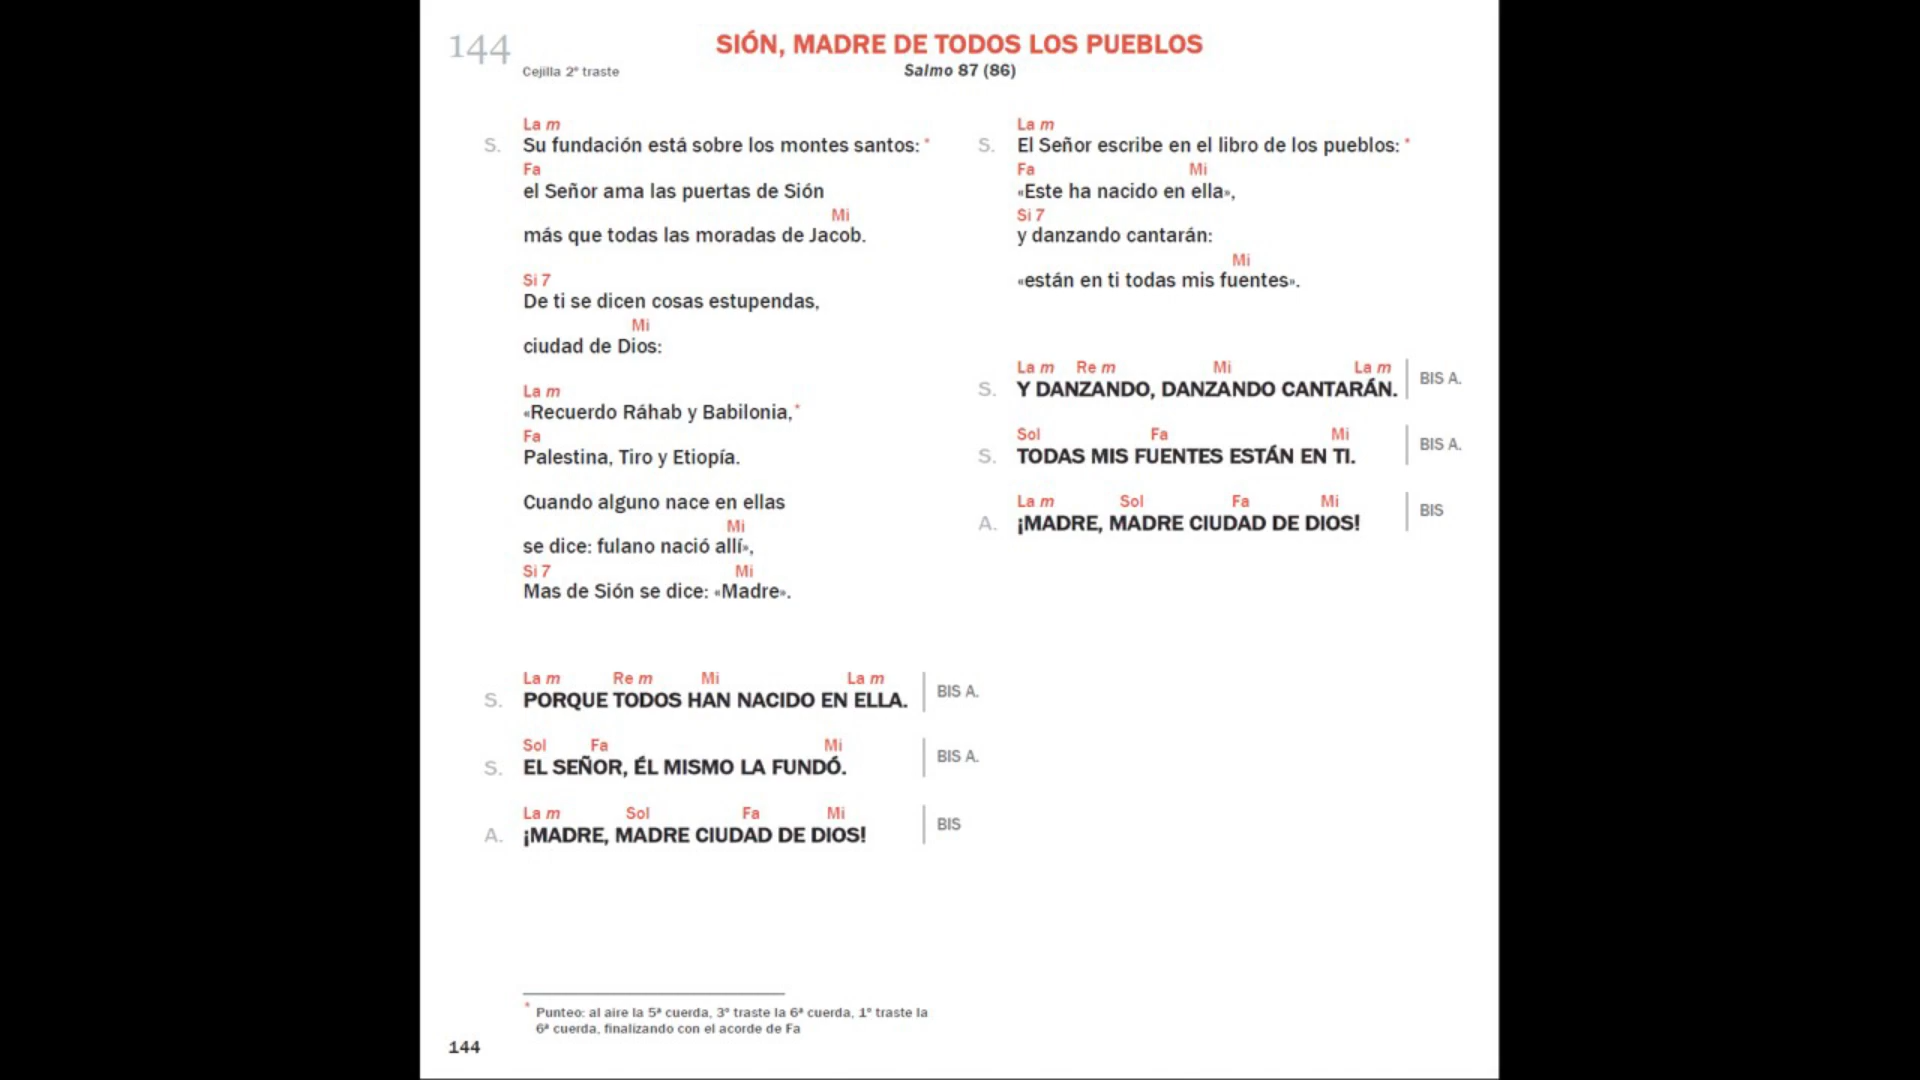 144
SIÓN, MADRE DE TODOS LOS PUEBLOS
Cejilla 2º traste
Salmo 87 (86)
La m
S. Su fundación está sobre los montes santos: *
Fa
el Señor ama las puertas de Sión
Mi
más que todas las moradas de Jacob.
Si 7
De ti se dicen cosas estupendas,
Mi
ciudad de Dios:
La m
«Recuerdo Ráhab y Babilonia, *
Fa
Palestina, Tiro y Etiopía.
Cuando alguno nace en ellas
Mi
se dice: fulano nació allí»,
Si 7 Mi
Mas de Sión se dice: «Madre».
La m Re m Mi La m
S. PORQUE TODOS HAN NACIDO EN ELLA. BIS A.
Sol Fa Mi
S. EL SEÑOR, ÉL MISMO LA FUNDÓ. BIS A.
La m Sol Fa Mi
A. ¡MADRE, MADRE CIUDAD DE DIOS! BIS
La m
S. El Señor escribe en el libro de los pueblos: *
Fa Mi
«Este ha nacido en ella»,
Si 7
y danzando cantarán:
Mi
«están en ti todas mis fuentes».
La m Re m Mi La m
S. Y DANZANDO, DANZANDO CANTARÁN. BIS A.
Sol Fa Mi
S. TODAS MIS FUENTES ESTÁN EN TI. BIS A.
La m Sol Fa Mi
A. ¡MADRE, MADRE CIUDAD DE DIOS! BIS
* Punteo: al aire la 5ª cuerda, 3º traste la 6ª cuerda, 1º traste la
6ª cuerda, finalizando con el acorde de Fa
144